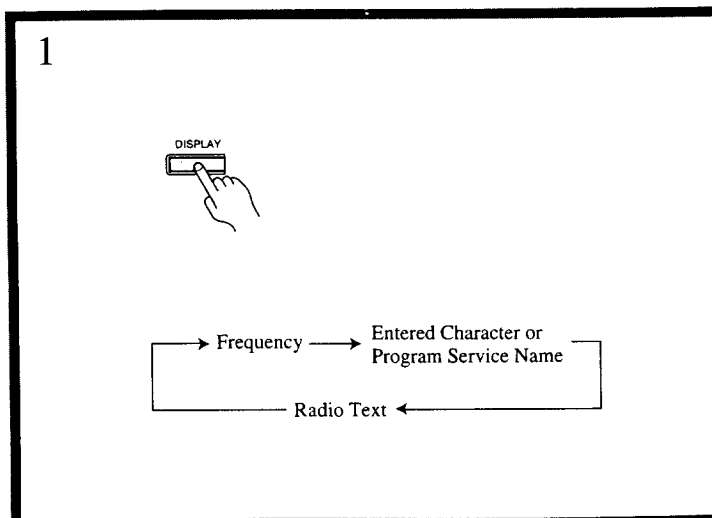 1
DISPLAY
Frequency
Entered Character or
Program Service Name
Radio Text